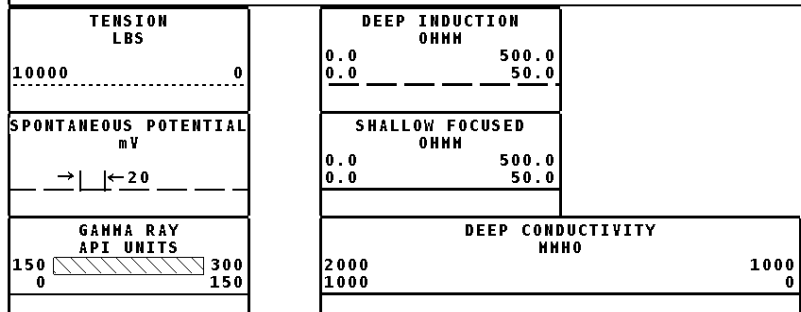 TENSION
LBS
10000 0
DEEP INDUCTION
OHMM
0.0 500.0
0.0 50.0
SPONTANEOUS POTENTIAL
mV
→ ←20
SHALLOW FOCUSED
OHMM
0.0 500.0
0.0 50.0
GAMMA RAY
API UNITS
150 300
0 150
DEEP CONDUCTIVITY
MMHO
2000 1000
1000 0